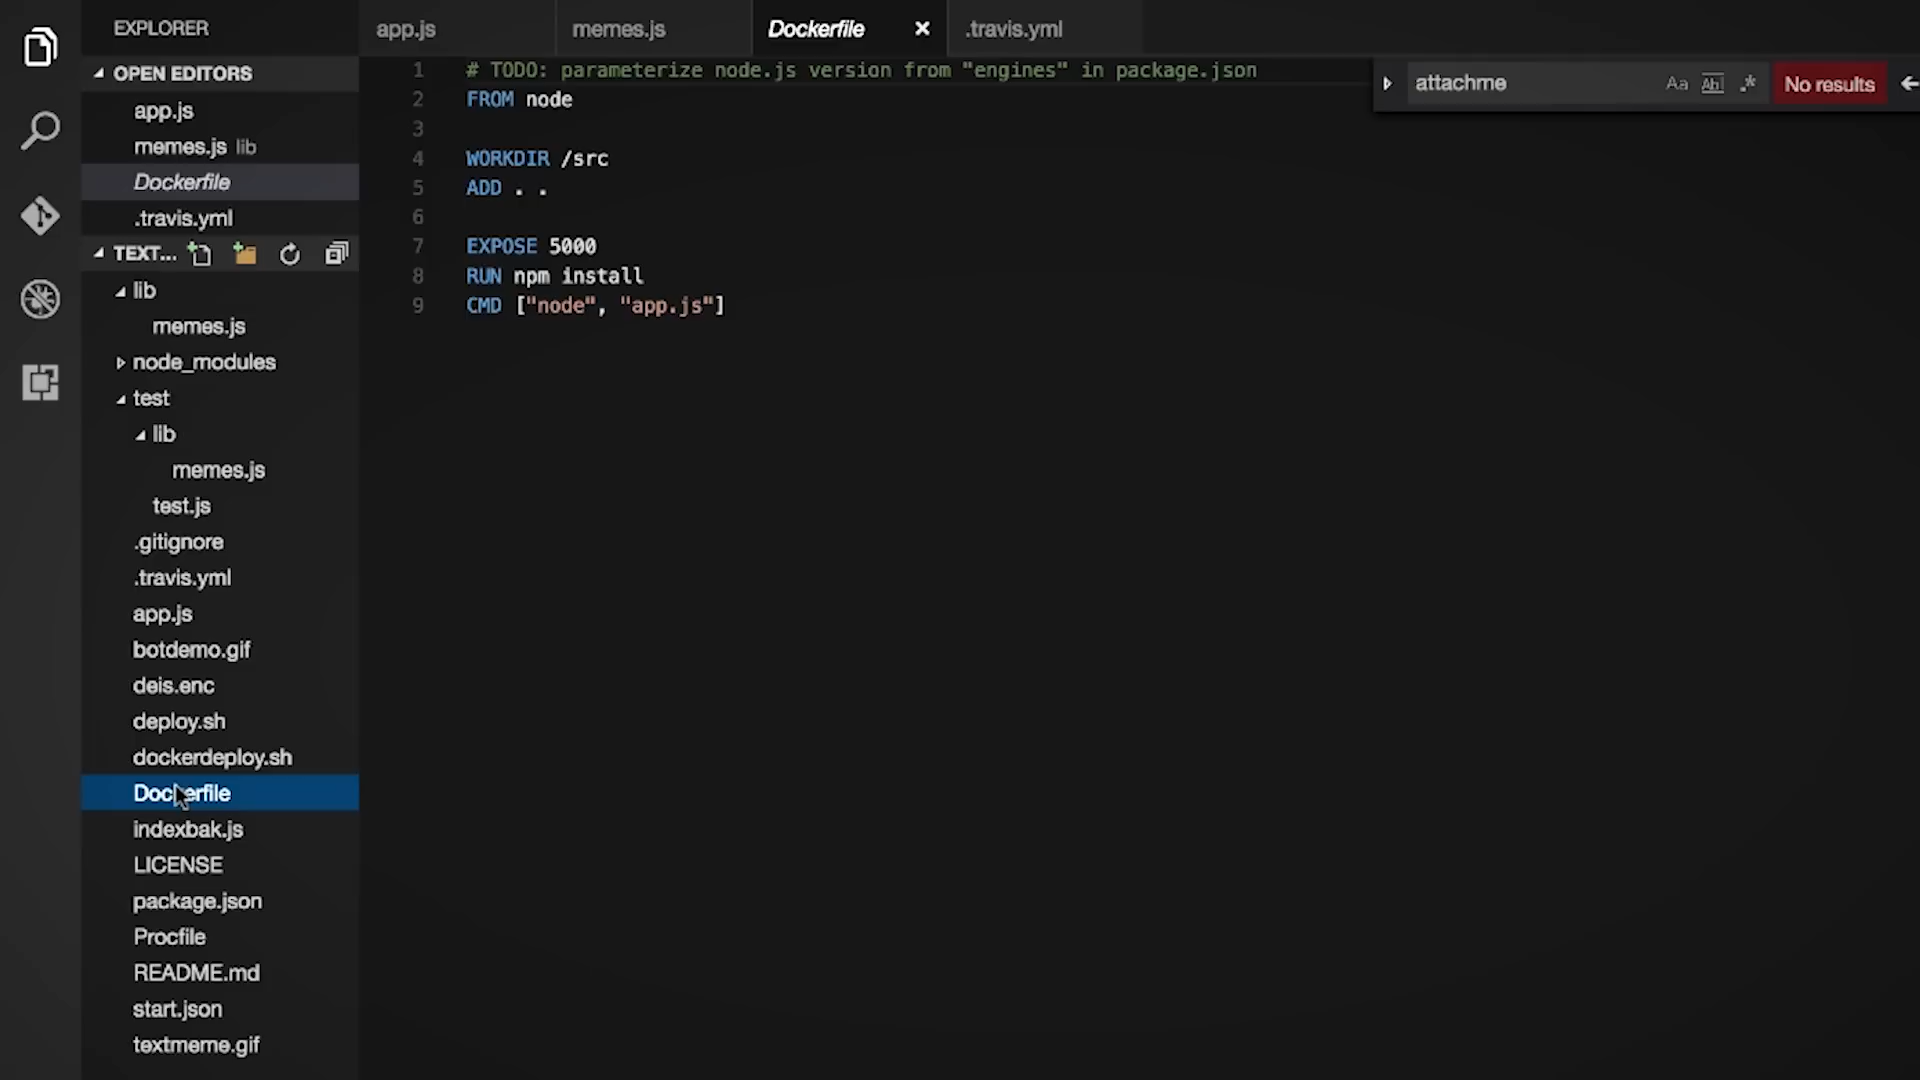 EXPLORER
OPEN EDITORS
app.js
memes.js lib
Dockerfile
.travis.yml
TEXT...
lib
memes.js
node_modules
test
lib
memes.js
test.js
.gitignore
.travis.yml
app.js
botdemo.gif
deis.enc
deploy.sh
dockerdeploy.sh
Dockerfile
indexbak.js
LICENSE
package.json
Procfile
README.md
start.json
textmeme.gif
app.js memes.js Dockerfile .travis.yml
1 # TODO: parameterize node.js version from "engines" in package.json
2 FROM node
3
4 WORKDIR /src
5 ADD . .
6
7 EXPOSE 5000
8 RUN npm install
9 CMD ["node", "app.js"]
attachme Aa Abl .* No results